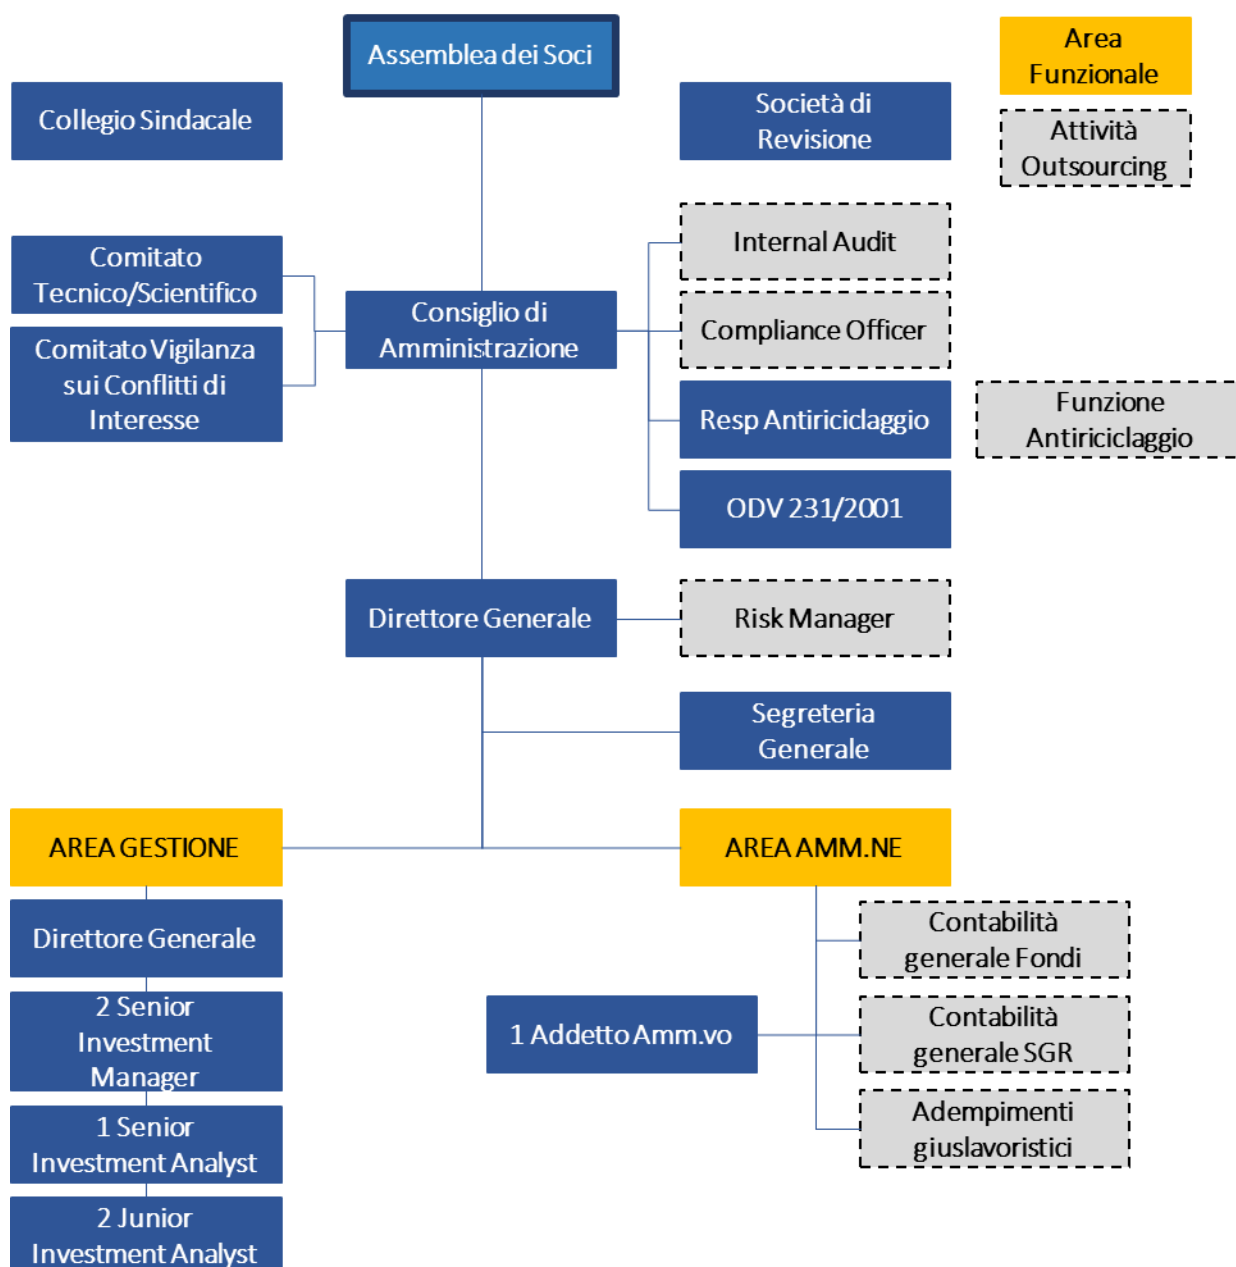 Assemblea dei Soci
Area
Funzionale
Collegio Sindacale
Società di
Revisione
Attività
Outsourcing
Comitato
Tecnico/Scientifico
Internal Audit
Consiglio di
Amministrazione
Compliance Officer
Comitato Vigilanza
sui Conflitti di
Interesse
Resp Antiriciclaggio
Funzione
Antiriciclaggio
ODV 231/2001
Direttore Generale
Risk Manager
Segreteria
Generale
AREA GESTIONE
AREA AMM.NE
Direttore Generale
Contabilità
generale Fondi
2 Senior
Investment
Manager
1 Addetto Amm.vo
Contabilità
generale SGR
1 Senior
Investment Analyst
Adempimenti
giuslavoristici
2 Junior
Investment Analyst